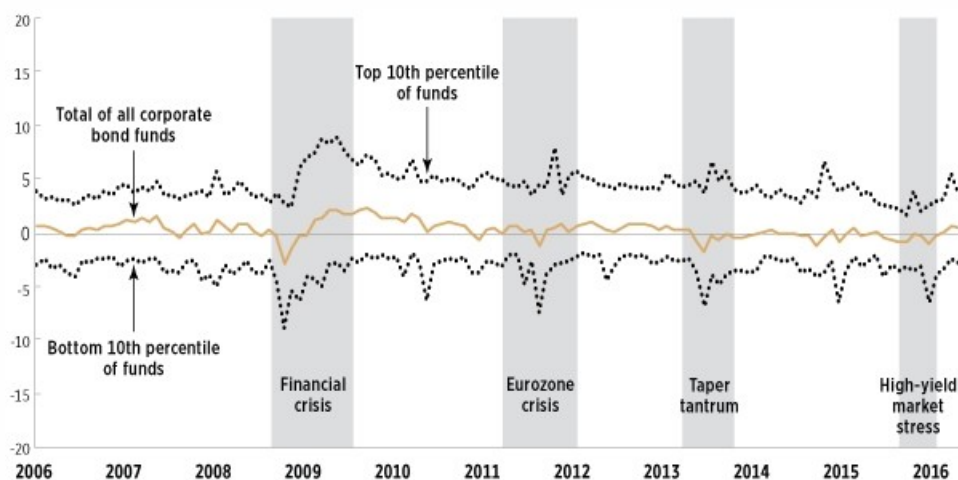 20
15
10
5
0
-5
-10
-15
-20
Top 10th percentile
of funds
Total of all corporate
bond funds
Bottom 10th percentile
of funds
Financial
crisis
Eurozone
crisis
Taper
tantrum
High-yield
market
stress
2006 2007 2008 2009 2010 2011 2012 2013 2014 2015 2016